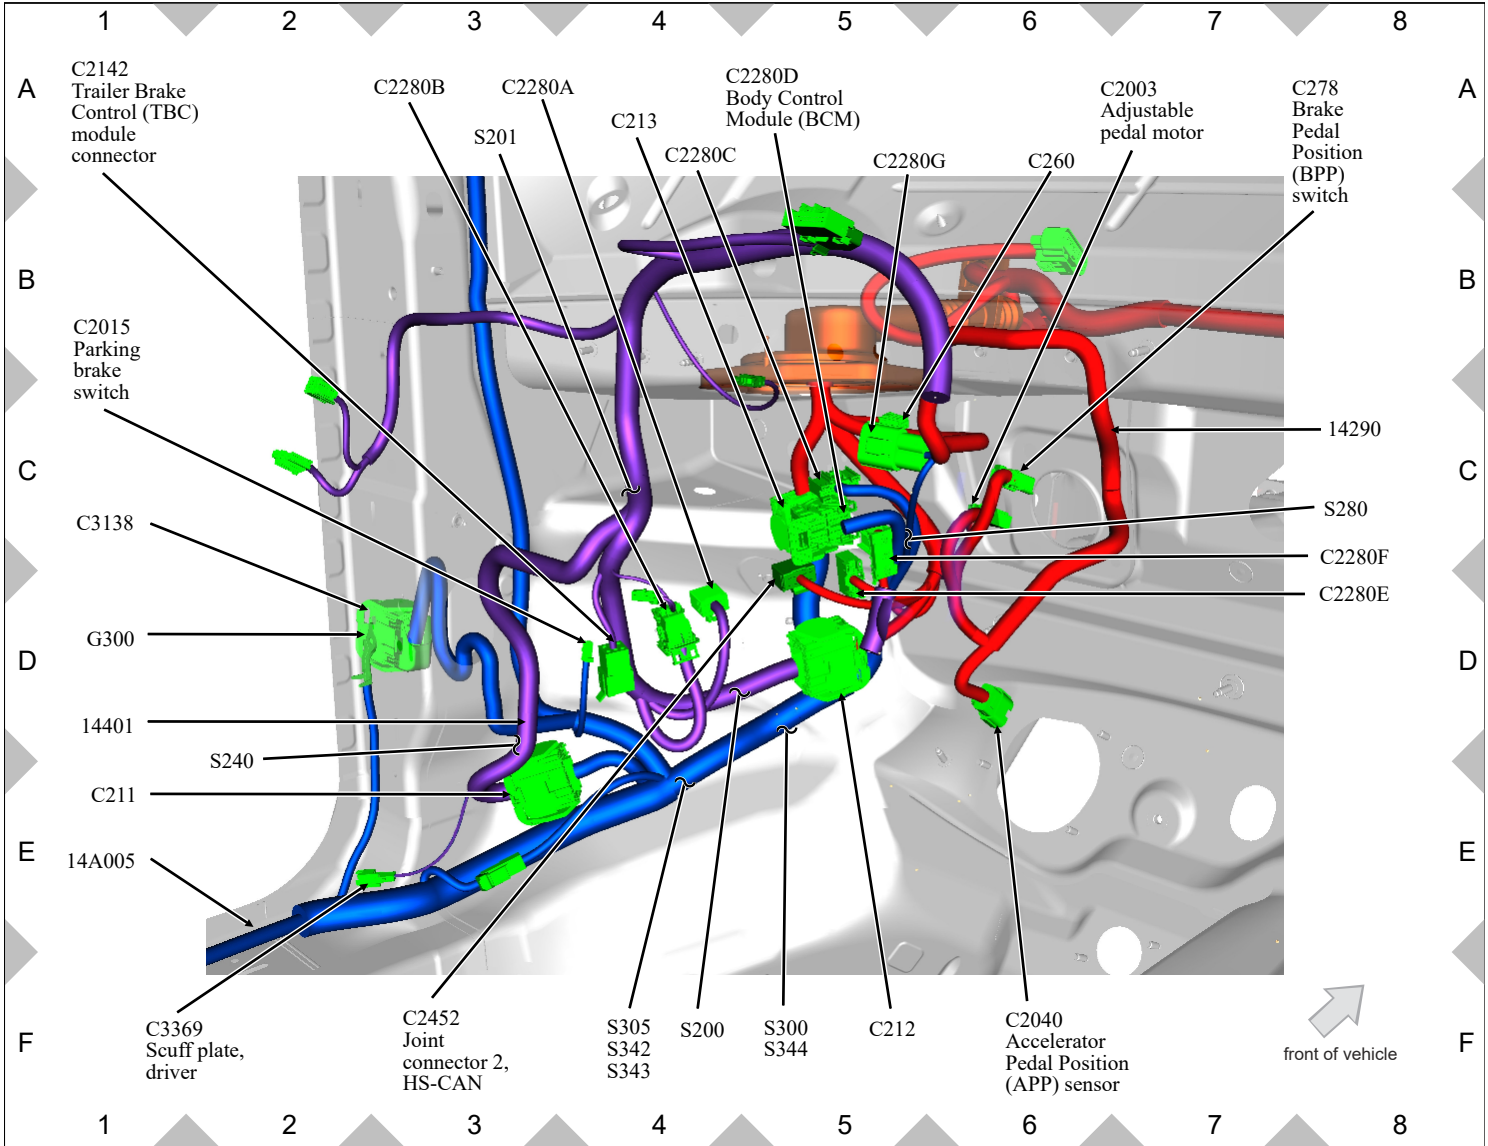 1 2 3 4 5 6 7 8
A
A
C2142
Trailer Brake
Control (TBC)
module
connector
C2280B
S201
C2280A
C213
C2280C
C2280D
Body Control
Module (BCM)
C2280G
C260
C2003
Adjustable
pedal motor
C278
Brake
Pedal
Position
(BPP)
switch
B
B
C2015
Parking
brake
switch
14290
C
C
C3138
S280
C2280F
C2280E
G300
D
D
14401
S240
C211
E
E
14A005
C3369
Scuff plate,
driver
C2452
Joint
connector 2,
HS-CAN
S305
S342
S343
S200
S300
S344
C212
C2040
Accelerator
Pedal Position
(APP) sensor
front of vehicle
F
F
1 2 3 4 5 6 7 8